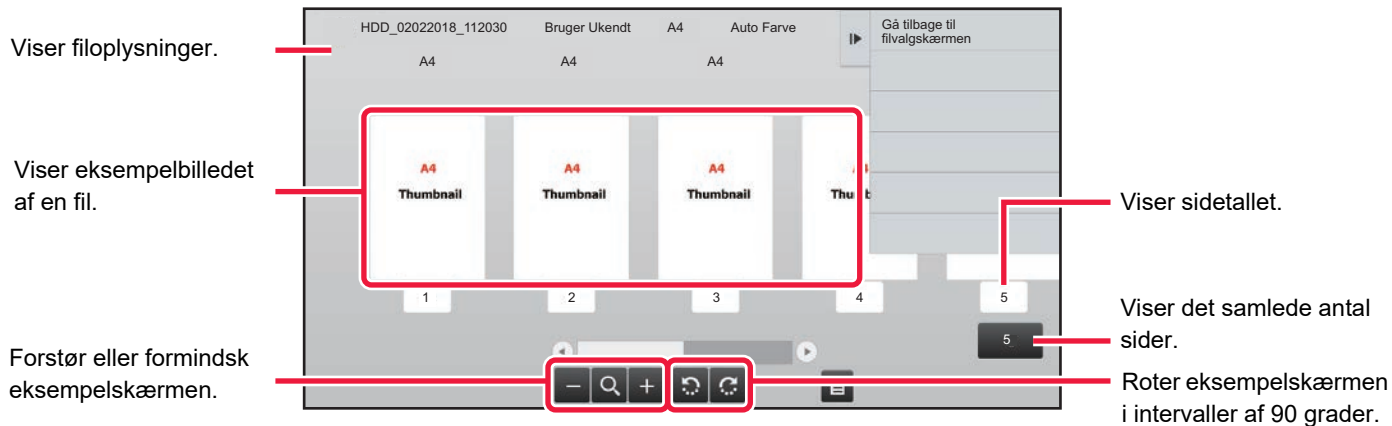 Viser filoplysninger.
HDD_02022018_112030 Bruger Ukendt A4 Auto Farve
Gå tilbage til
filvalgskærmen
A4 A4 A4
Viser eksempelbilledet
af en fil.
A4 A4 A4
Thumbnail Thumbnail Thumbnail
Viser sidetallet.
1 2 3 4 5
Viser det samlede antal
sider.
5
Forstør eller formindsk
eksempelskærmen.
Roter eksempelskærmen
i intervaller af 90 grader.